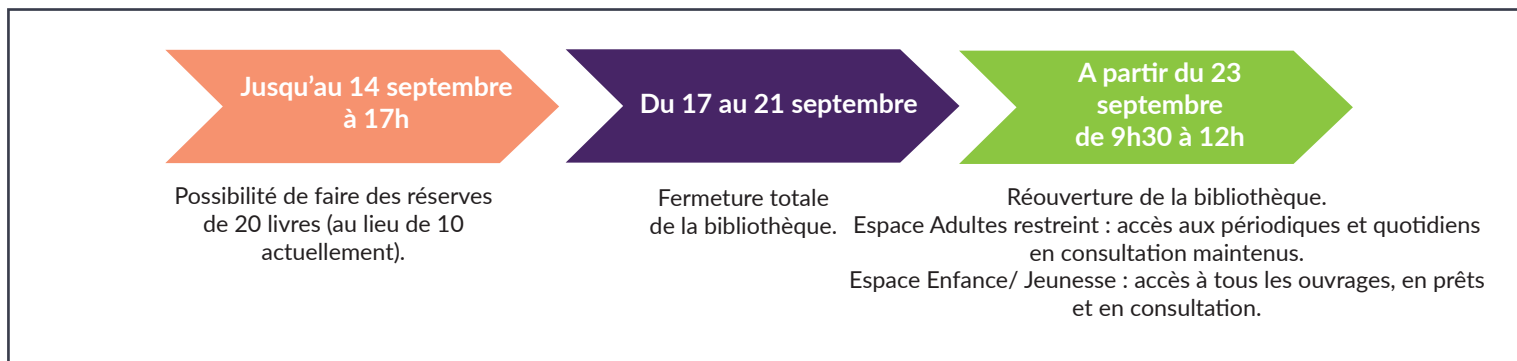 Jusqu'au 14 septembre
à 17h
Possibilité de faire des réserves
de 20 livres (au lieu de 10
actuellement).
Du 17 au 21 septembre
Fermeture totale
de la bibliothèque.
A partir du 23
septembre
de 9h30 à 12h
Réouverture de la bibliothèque.
Espace Adultes restreint : accès aux périodiques et quotidiens
en consultation maintenus.
Espace Enfance/ Jeunesse : accès à tous les ouvrages, en prêts
et en consultation.